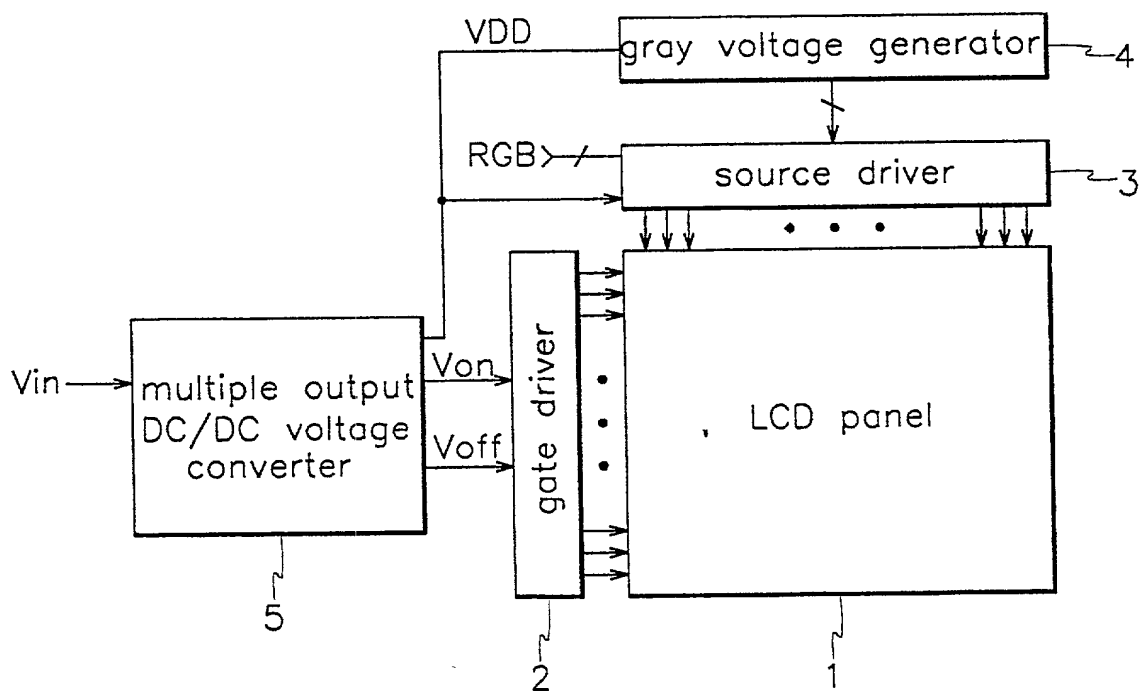 VDD
gray voltage generator
4
RGB
source driver
3
Vin
multiple output
DC/DC voltage
converter
Von
Voff
gate driver
LCD panel
5
2
1